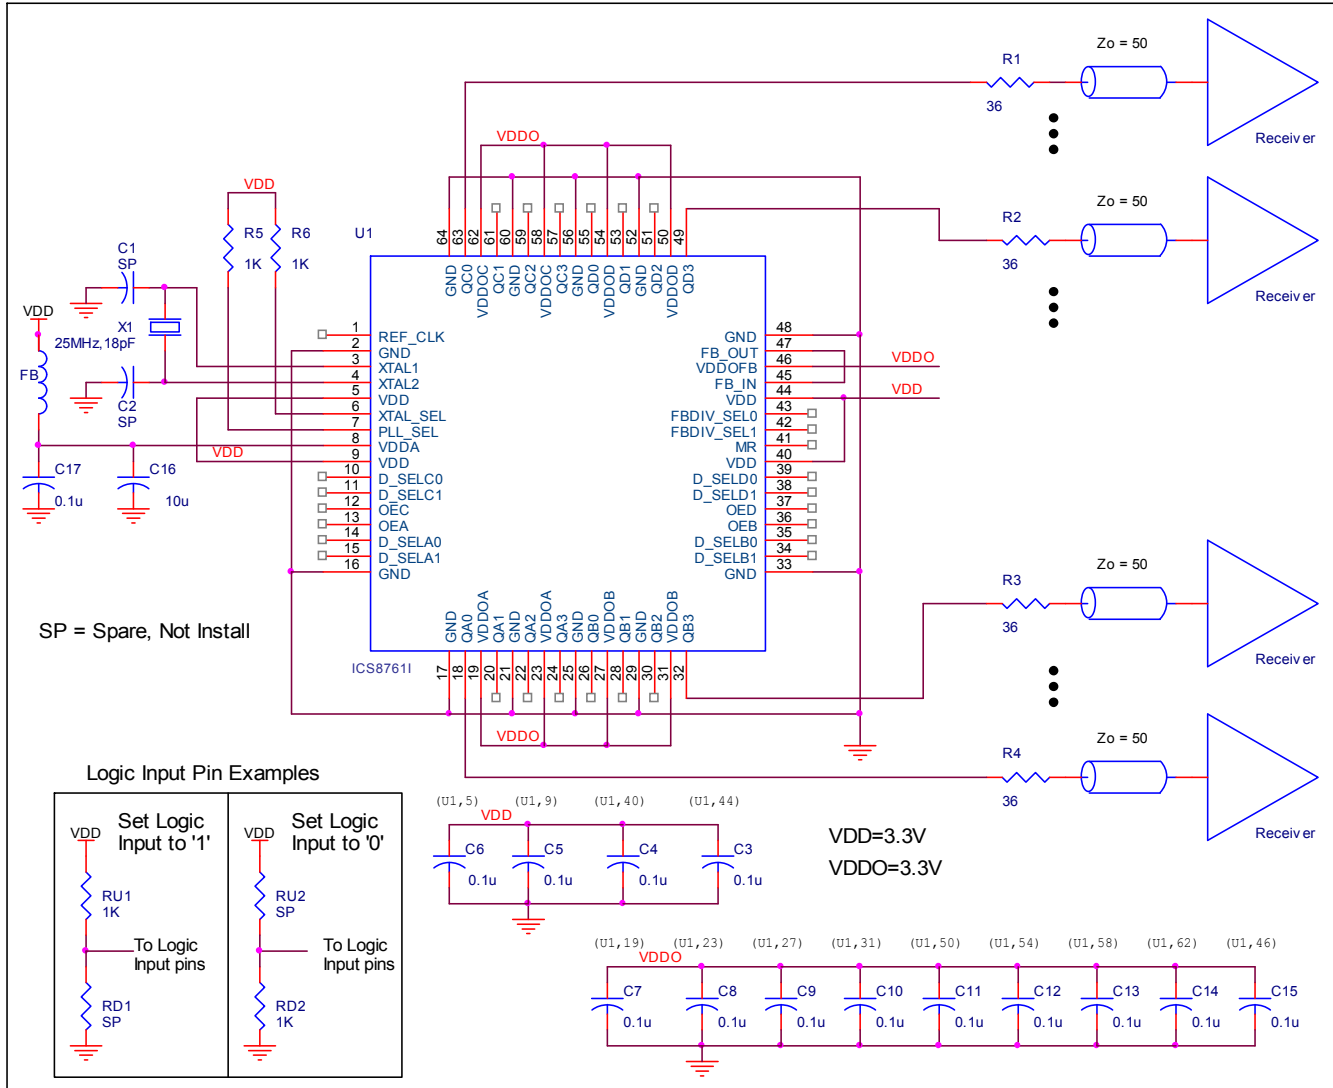 R1
36
Zo = 50
Receiver
R2
36
Zo = 50
Receiver
VDDO
VDD
R5
1K
R6
1K
U1
C1
SP
VDD
X1
25MHz,18pF
FB
C2
SP
VDD
C17
0.1u
C16
10u
64 63 62 61 60 59 58 57 56 55 54 53 52 51 50 49
GND QC0 VDDOC QC1 GND QC2 VDDOC QC3 GND QD0 VDDOD QD1 GND QD2 VDDOD QD3
1 REF_CLK
2 GND
3 XTAL1
4 XTAL2
5 VDD
6 XTAL_SEL
7 PLL_SEL
8 VDDA
9 VDD
10 D_SELC0
11 D_SELC1
12 OEC
13 OEA
14 D_SELA0
15 D_SELA1
16 GND
GND 48
FB_OUT 47
VDDOFB 46
FB_IN 45
VDD 44
FBDIV_SEL0 43
FBDIV_SEL1 42
MR 41
VDD 40
D_SELD0 39
D_SELD1 38
OED 37
OEB 36
D_SELB0 35
D_SELB1 34
GND 33
VDDO
VDD
GND QA0 VDDOA QA1 GND QA2 VDDOA QA3 GND QB0 VDDOB QB1 GND QB2 VDDOB QB3
17 18 19 20 21 22 23 24 25 26 27 28 29 30 31 32
ICS8761I
VDDO
SP = Spare, Not Install
R3
36
Zo = 50
Receiver
R4
36
Zo = 50
Receiver
Logic Input Pin Examples
VDD
Set Logic
Input to '1'
RU1
1K
To Logic
Input pins
RD1
SP
VDD
Set Logic
Input to '0'
RU2
SP
To Logic
Input pins
RD2
1K
(U1,5) (U1,9) (U1,40) (U1,44)
VDD
C6
0.1u
C5
0.1u
C4
0.1u
C3
0.1u
VDD=3.3V
VDDO=3.3V
(U1,19) (U1,23) (U1,27) (U1,31) (U1,50) (U1,54) (U1,58) (U1,62) (U1,46)
VDDO
C7
0.1u
C8
0.1u
C9
0.1u
C10
0.1u
C11
0.1u
C12
0.1u
C13
0.1u
C14
0.1u
C15
0.1u